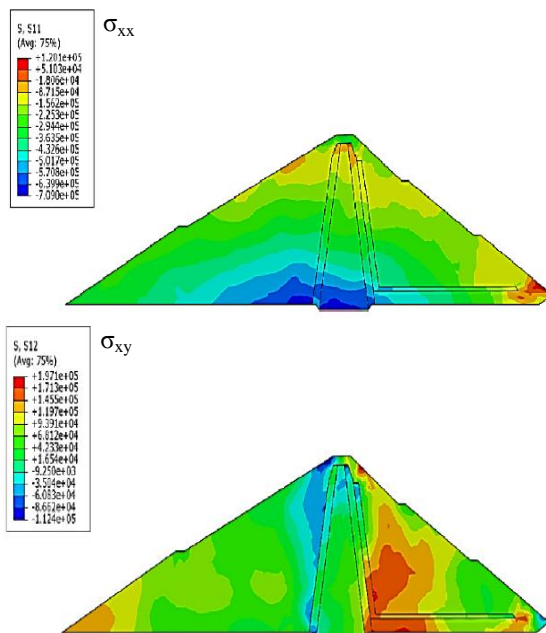 S, S11
(Avg: 75%)
+1.201e+05
+5.103e+04
-1.806e+04
-8.715e+04
-1.562e+05
-2.253e+05
-2.944e+05
-3.635e+05
-4.326e+05
-5.017e+05
-5.708e+05
-6.399e+05
-7.090e+05
σxx
S, S12
(Avg: 75%)
+1.971e+05
+1.713e+05
+1.455e+05
+1.197e+05
+9.391e+04
+6.812e+04
+4.233e+04
+1.654e+04
-9.250e+03
-3.504e+04
-6.083e+04
-8.662e+04
-1.124e+05
σxy